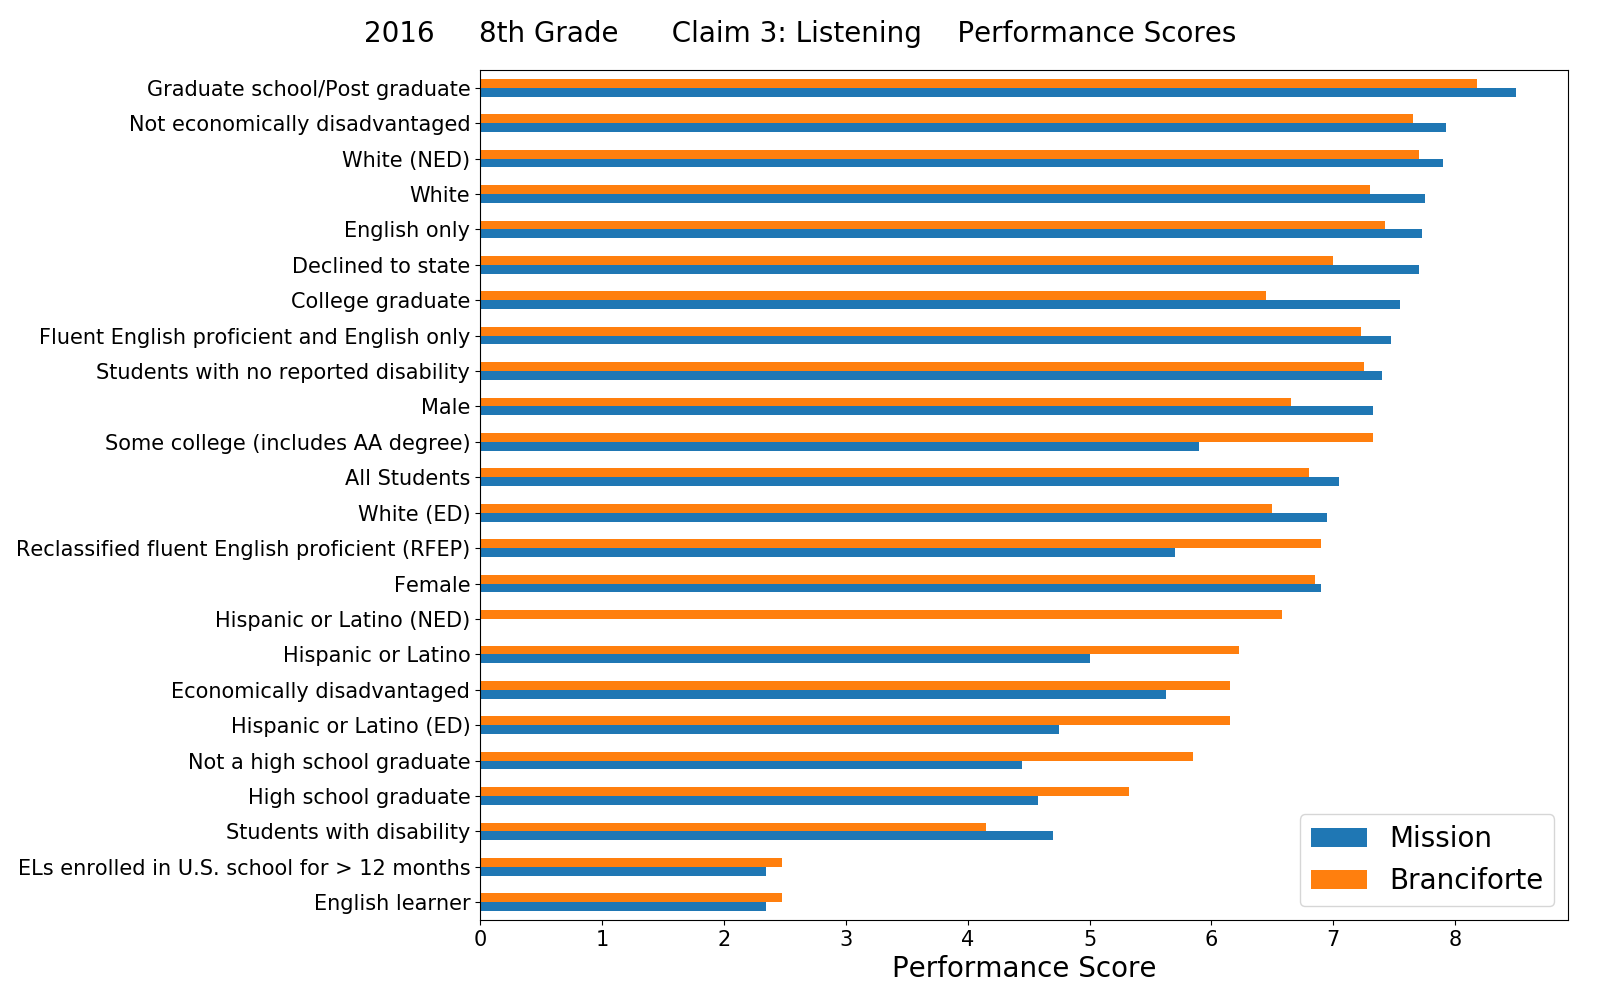 2016 8th Grade Claim 3: Listening Performance Scores
Graduate school/Post graduate
Not economically disadvantaged
White (NED)
White
English only
Declined to state
College graduate
Fluent English proficient and English only
Students with no reported disability
Male
Some college (includes AA degree)
All Students
White (ED)
Reclassified fluent English proficient (RFEP)
Female
Hispanic or Latino (NED)
Hispanic or Latino
Economically disadvantaged
Hispanic or Latino (ED)
Not a high school graduate
High school graduate
Students with disability
ELs enrolled in U.S. school for > 12 months
English learner
Mission
Branciforte
0 1 2 3 4 5 6 7 8
Performance Score